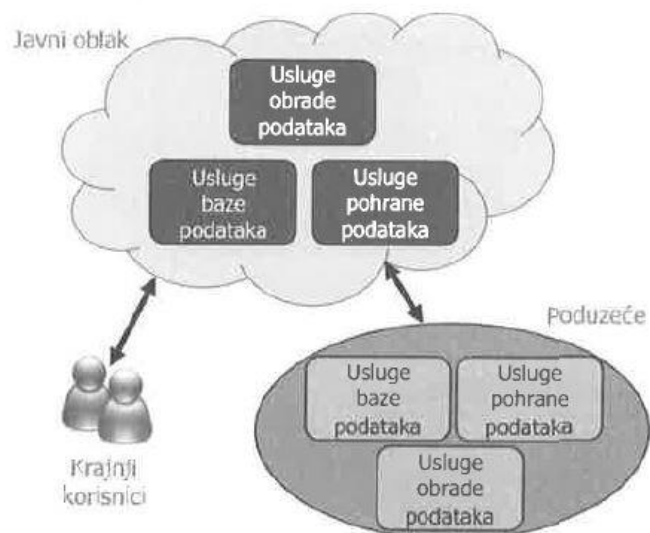 Javni oblak
Usluge
obrade
podataka
Usluge
baze
podataka
Usluge
pohrane
podataka
Poduzeće
Usluge
baze
podataka
Usluge
pohrane
podataka
Usluge
obrade
podataka
Krajnji
korisnici